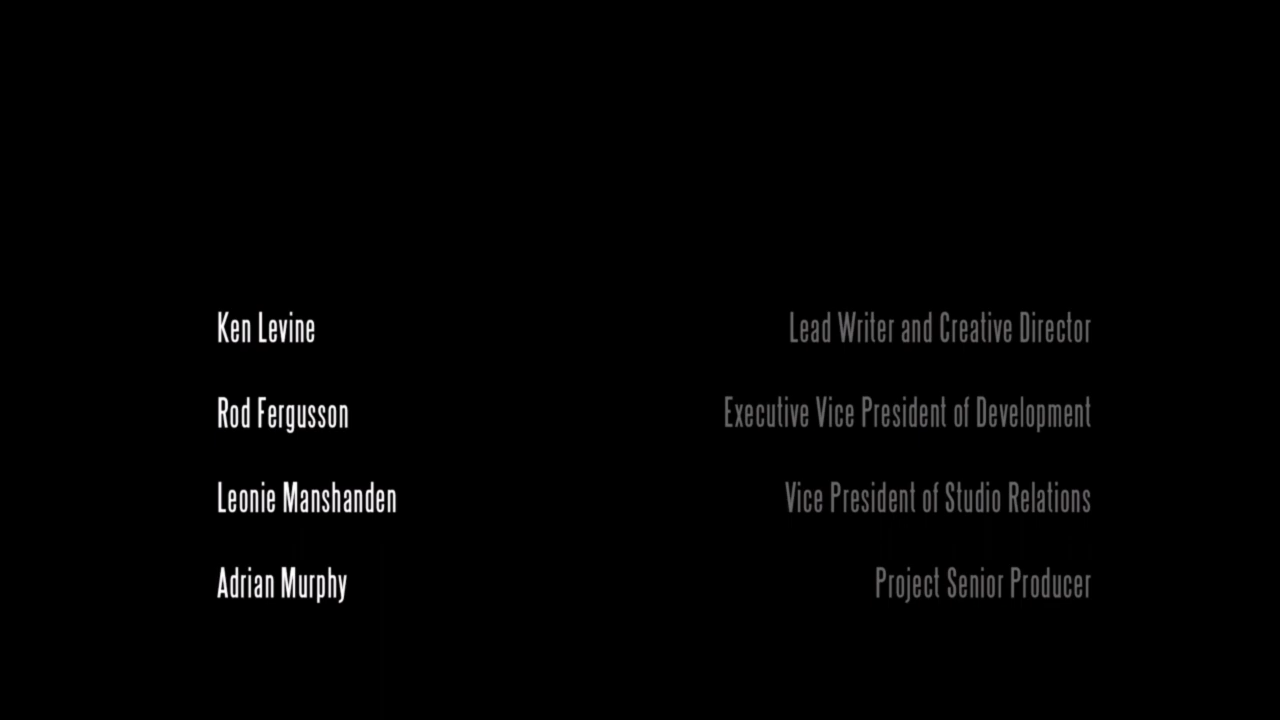 Ken Levine Lead Writer and Creative Director
Rod Fergusson Executive Vice President of Development
Leonie Manshanden Vice President of Studio Relations
Adrian Murphy Project Senior Producer